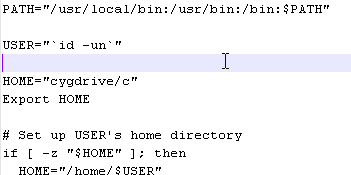 PATH="/usr/local/bin:/usr/bin:/bin:$PATH"
USER="`id -un`"
HOME="cygdrive/c"
Export HOME
# Set up USER's home directory
if [ -z "$HOME" ]; then
HOME="/home/$USER"